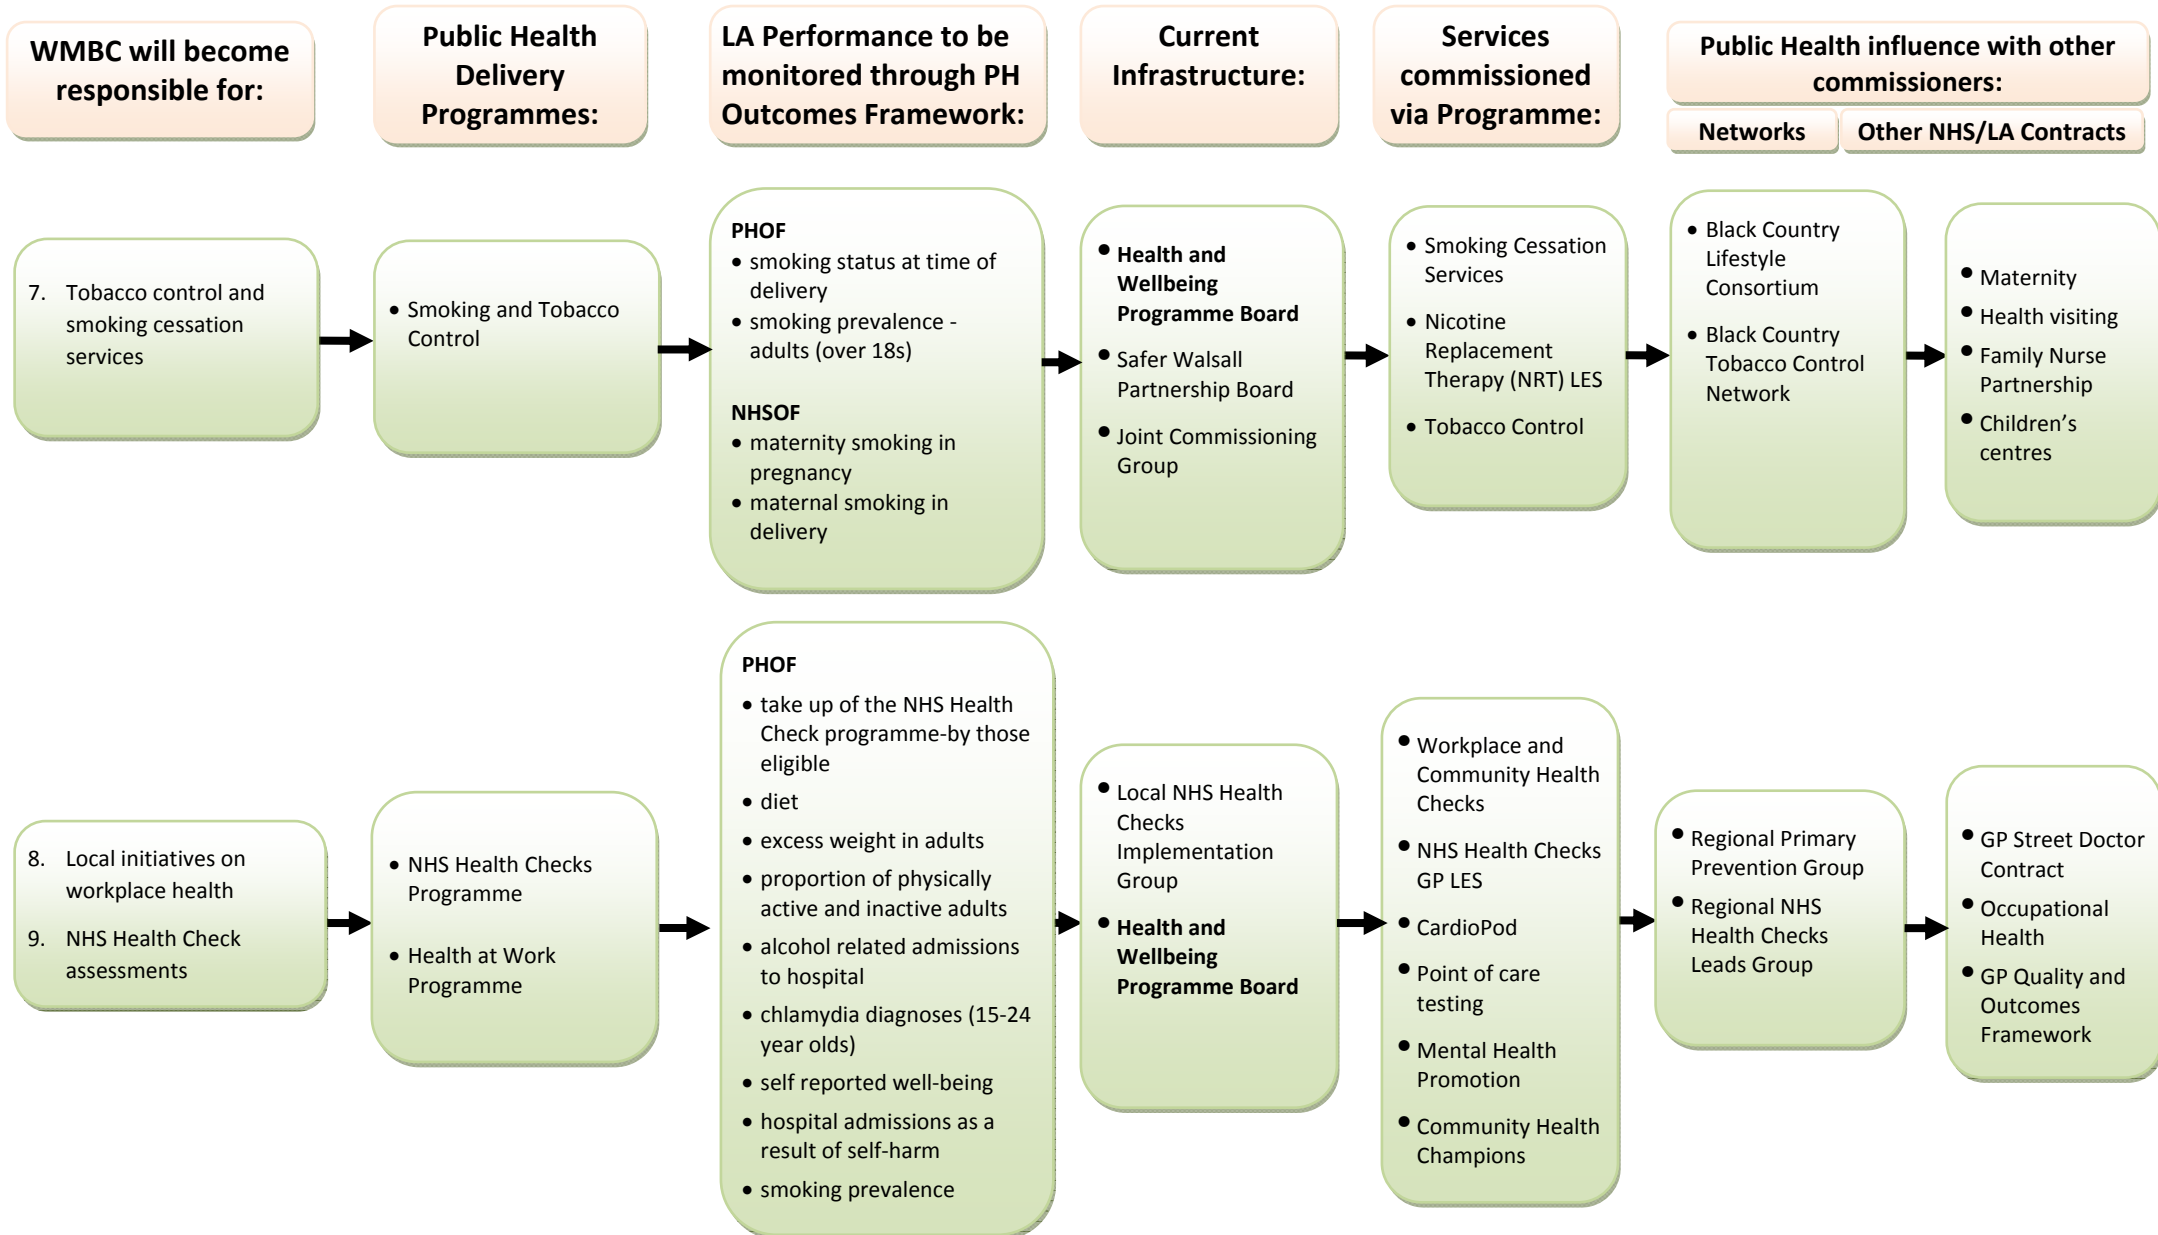 WMBC will become
responsible for:
Public Health
Delivery
Programmes:
LA Performance to be
monitored through PH
Outcomes Framework:
Current
Infrastructure:
Services
commissioned
via Programme:
Public Health influence with other
commissioners:
Networks
Other NHS/LA Contracts
7. Tobacco control and
smoking cessation
services
• Smoking and Tobacco
Control
PHOF
• smoking status at time of
delivery
• smoking prevalence -
adults (over 18s)
NHSOF
• maternity smoking in
pregnancy
• maternal smoking in
delivery
• Health and
Wellbeing
Programme Board
• Safer Walsall
Partnership Board
• Joint Commissioning
Group
• Smoking Cessation
Services
• Nicotine
Replacement
Therapy (NRT) LES
• Tobacco Control
• Black Country
Lifestyle
Consortium
• Black Country
Tobacco Control
Network
• Maternity
• Health visiting
• Family Nurse
Partnership
• Children's
centres
8. Local initiatives on
workplace health
9. NHS Health Check
assessments
• NHS Health Checks
Programme
• Health at Work
Programme
PHOF
• take up of the NHS Health
Check programme-by those
eligible
• diet
• excess weight in adults
• proportion of physically
active and inactive adults
• alcohol related admissions
to hospital
• chlamydia diagnoses (15-24
year olds)
• self reported well-being
• hospital admissions as a
result of self-harm
• smoking prevalence
• Local NHS Health
Checks
Implementation
Group
• Health and
Wellbeing
Programme Board
• Workplace and
Community Health
Checks
• NHS Health Checks
GP LES
• CardioPod
• Point of care
testing
• Mental Health
Promotion
• Community Health
Champions
• Regional Primary
Prevention Group
• Regional NHS
Health Checks
Leads Group
• GP Street Doctor
Contract
• Occupational
Health
• GP Quality and
Outcomes
Framework